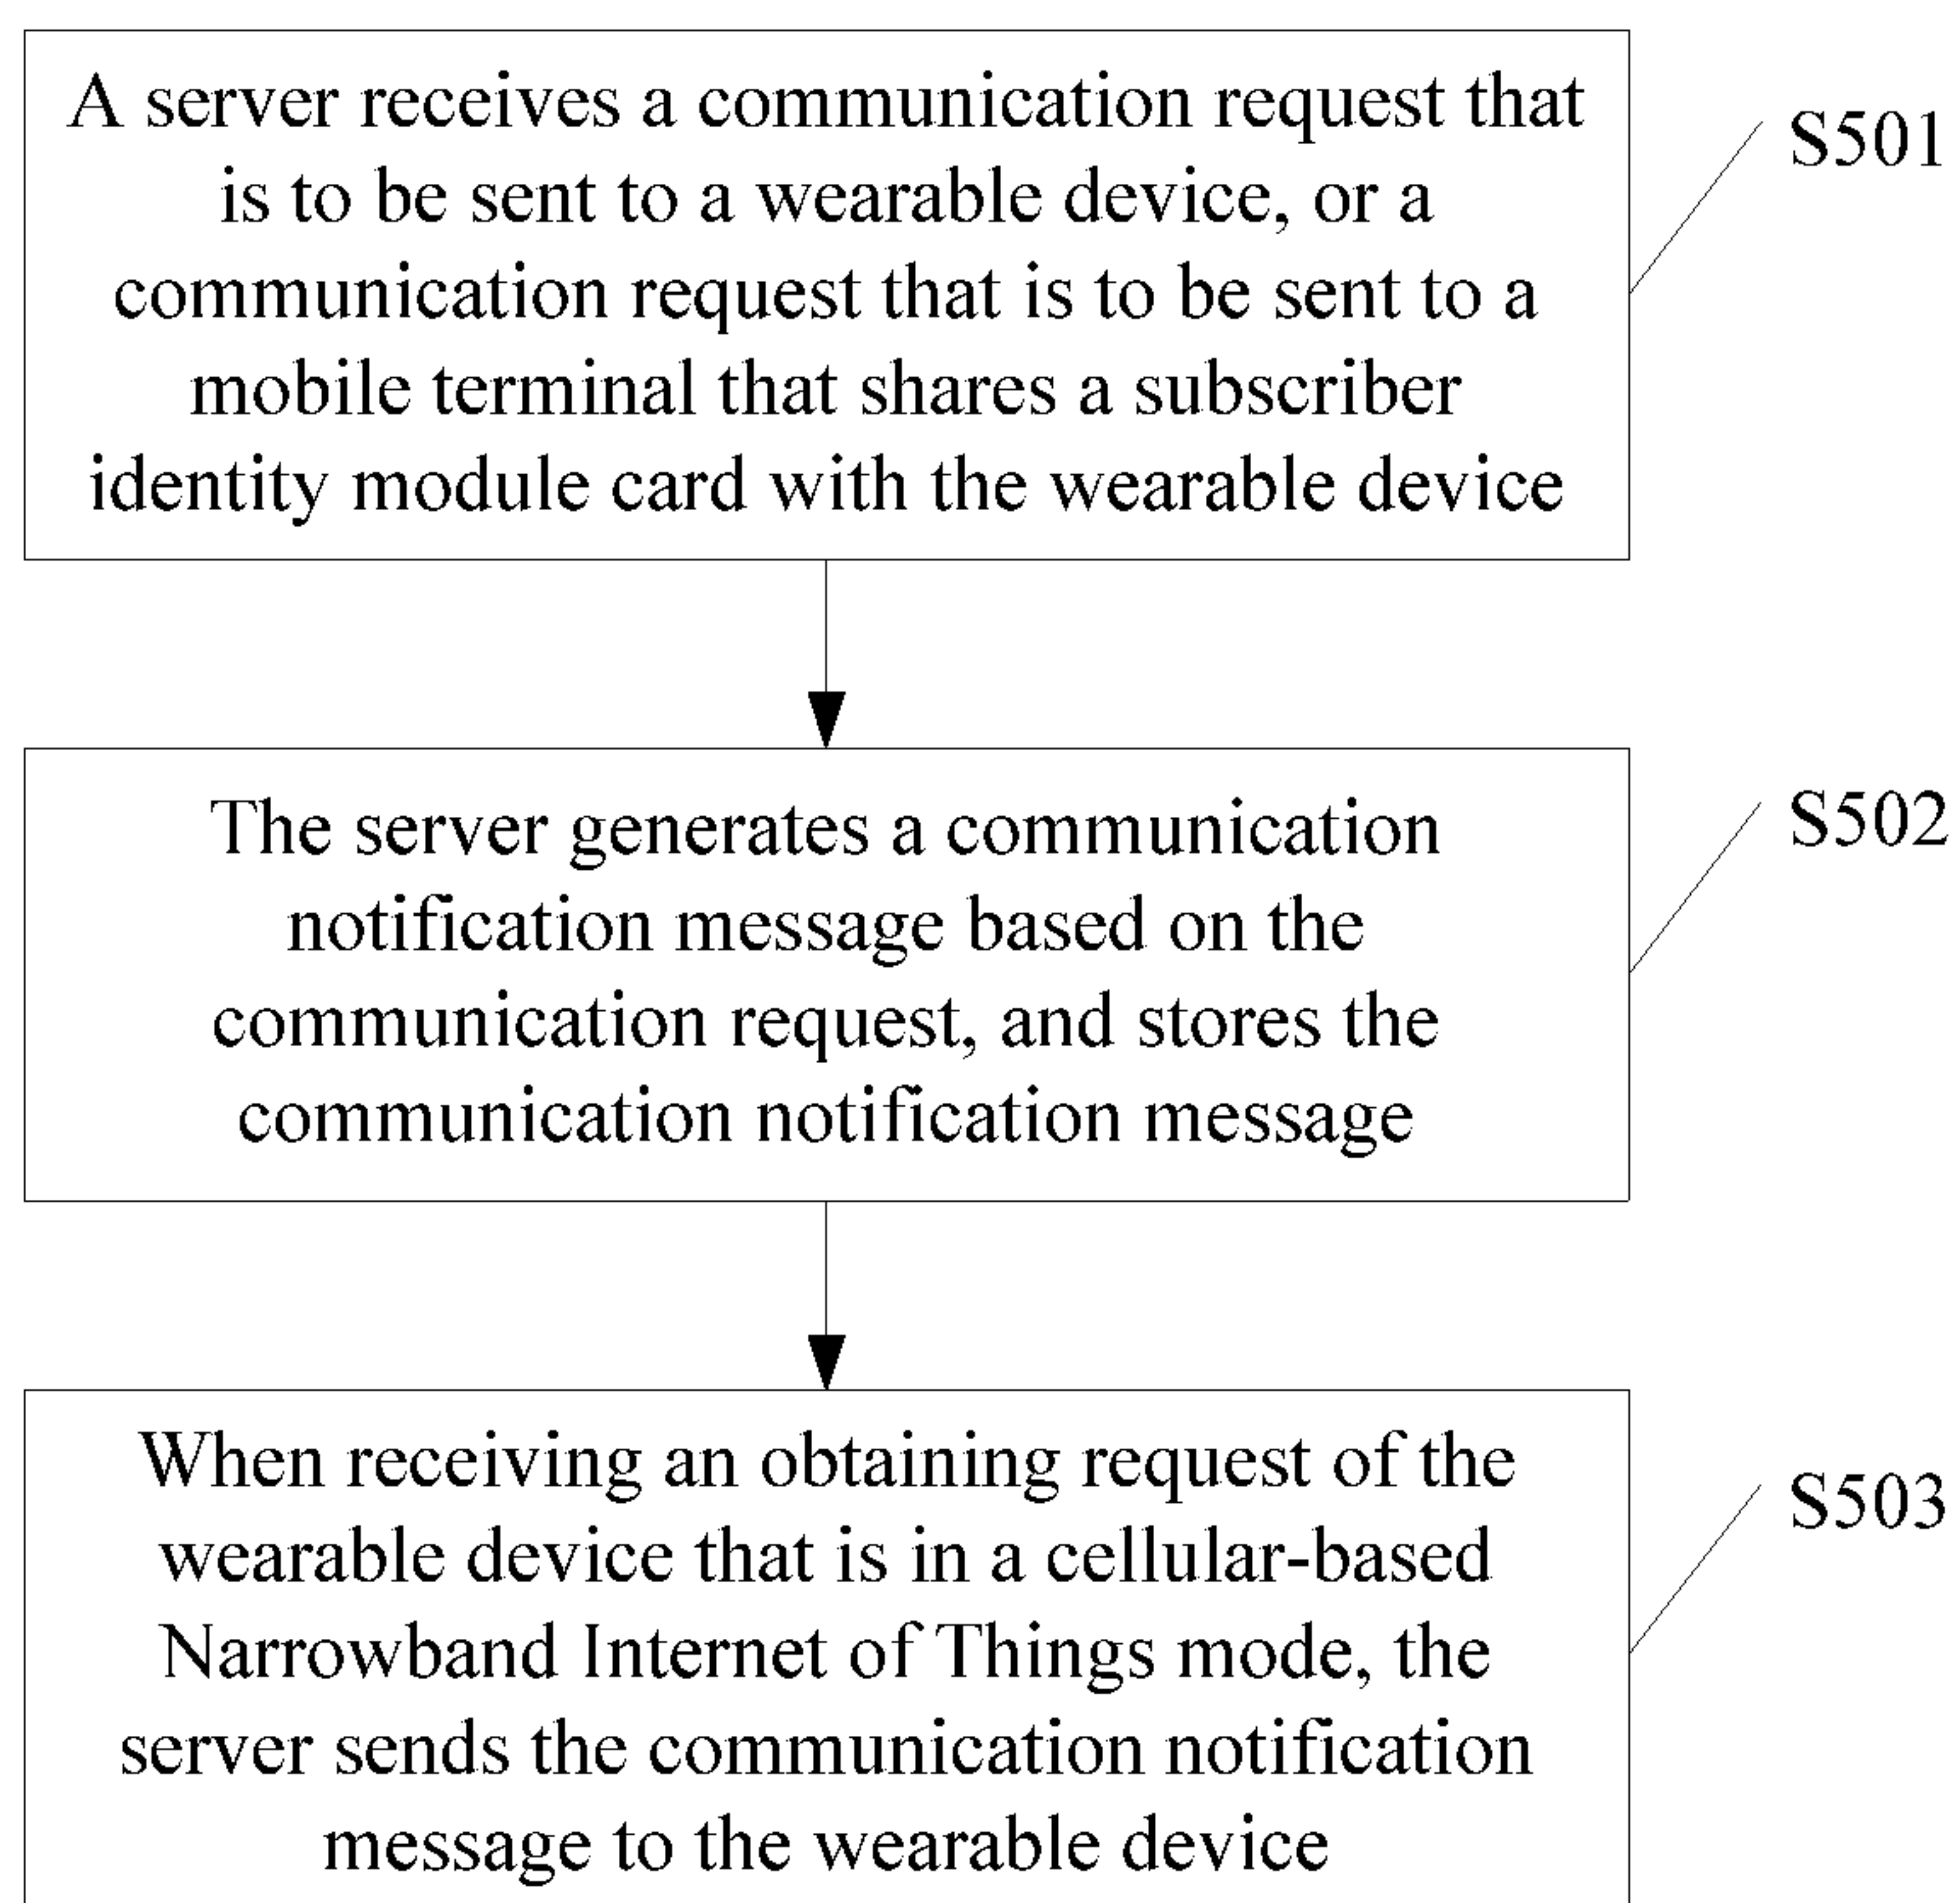 A server receives a communication request that
is to be sent to a wearable device, or a
communication request that is to be sent to a
mobile terminal that shares a subscriber
identity module card with the wearable device
S501
The server generates a communication
notification message based on the
communication request, and stores the
communication notification message
S502
When receiving an obtaining request of the
wearable device that is in a cellular-based
Narrowband Internet of Things mode, the
server sends the communication notification
message to the wearable device
S503